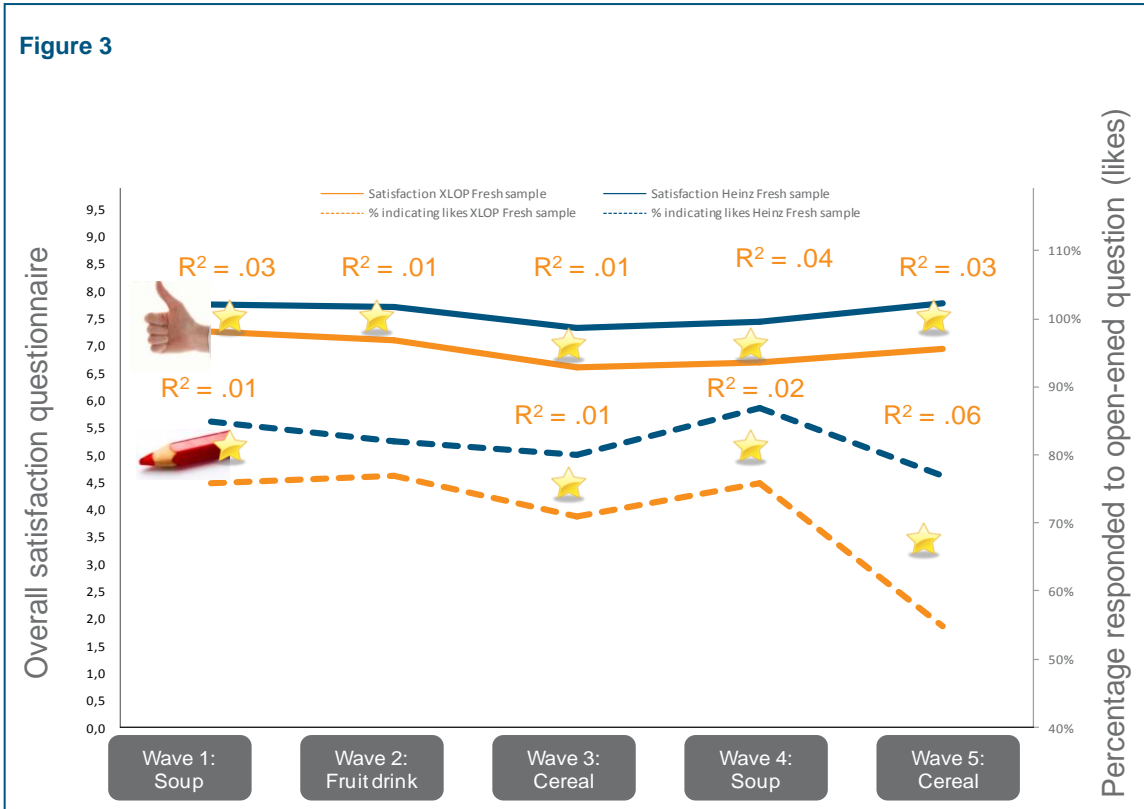 Figure 3
Satisfaction XLOP Fresh sample
Satisfaction Heinz Fresh sample
% indicating likes XLOP Fresh sample
% indicating likes Heinz Fresh sample
Overall satisfaction questionnaire
9,5
9,0
8,5
8,0
7,5
7,0
6,5
6,0
5,5
5,0
4,5
4,0
3,5
3,0
2,5
2,0
1,5
1,0
0,5
0,0
R² = .03
R² = .01
R² = .01
R² = .04
R² = .03
R² = .01
R² = .01
R² = .02
R² = .06
110%
100%
90%
80%
70%
60%
50%
40%
Percentage responded to open-ended question (likes)
Wave 1:
Soup
Wave 2:
Fruit drink
Wave 3:
Cereal
Wave 4:
Soup
Wave 5:
Cereal